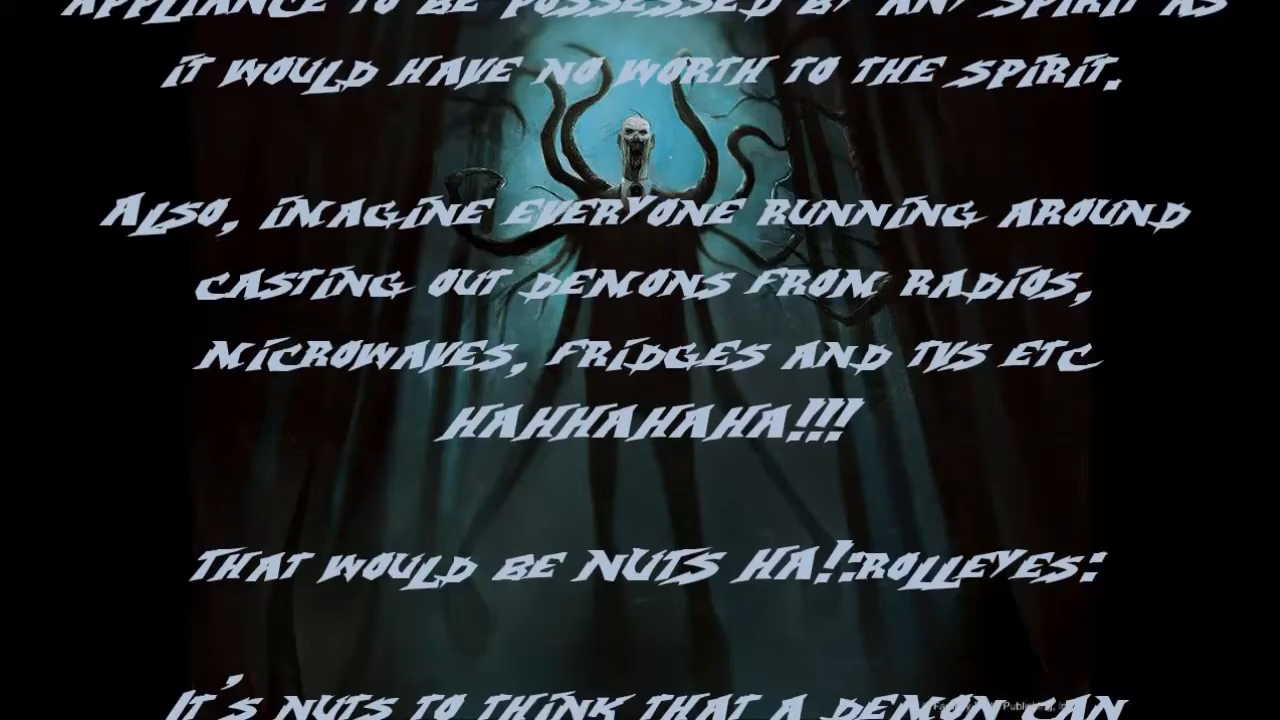 appliance to be possessed by any spirit as
it would have no worth to the spirit.
Also, imagine everyone running around
casting out demons from radios,
microwaves, fridges and tvs etc
HAHHAHAHA!!!
That would be NUTS HA!:rolleyes:
It's nuts to think that a demon can